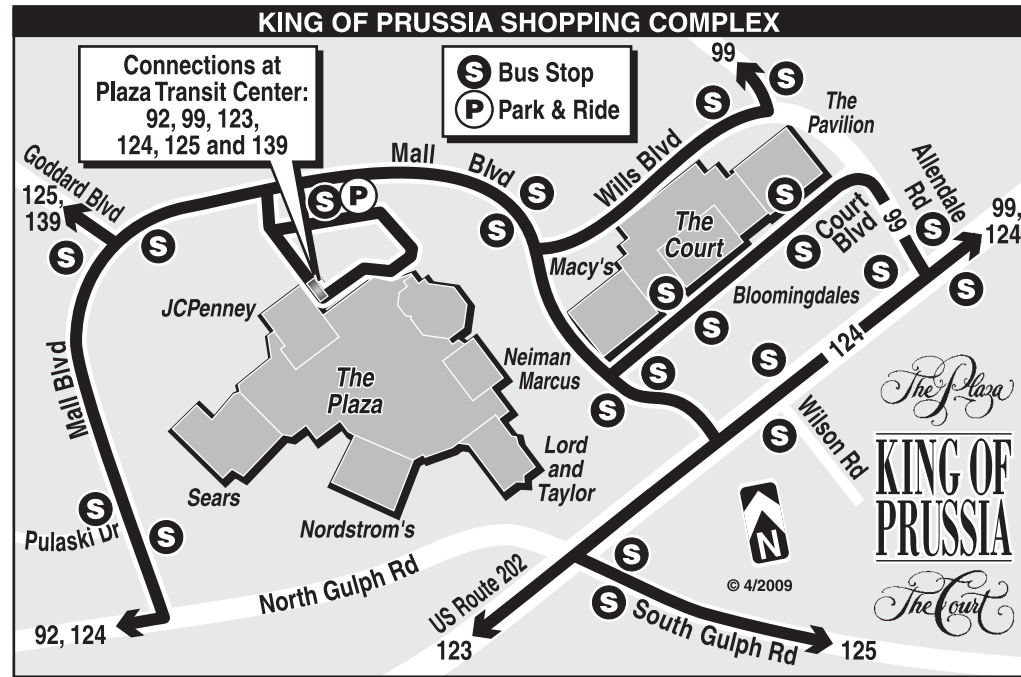 KING OF PRUSSIA SHOPPING COMPLEX
Connections at
Plaza Transit Center:
92, 99, 123,
124, 125 and 139
S Bus Stop
P Park & Ride
99
S
S
The
Pavilion
Goddard Blvd
125,
139
S
S
S P
Mall
Blvd
S
S
Wills Blvd
The
Court
S
Court
Blvd
S
99
Allendale
Rd
S
99,
124
S
S
Macy's
S
Bloomingdales
S
JCPenney
Mall Blvd
The
Plaza
Neiman
Marcus
S
S
124
S
Wilson Rd
S
The Plaza
KING OF
PRUSSIA
The Court
Sears
Nordstrom's
Lord
and
Taylor
S
Pulaski Dr
S
North Gulph Rd
US Route 202
S
S
South Gulph Rd
N
© 4/2009
92, 124
123
125